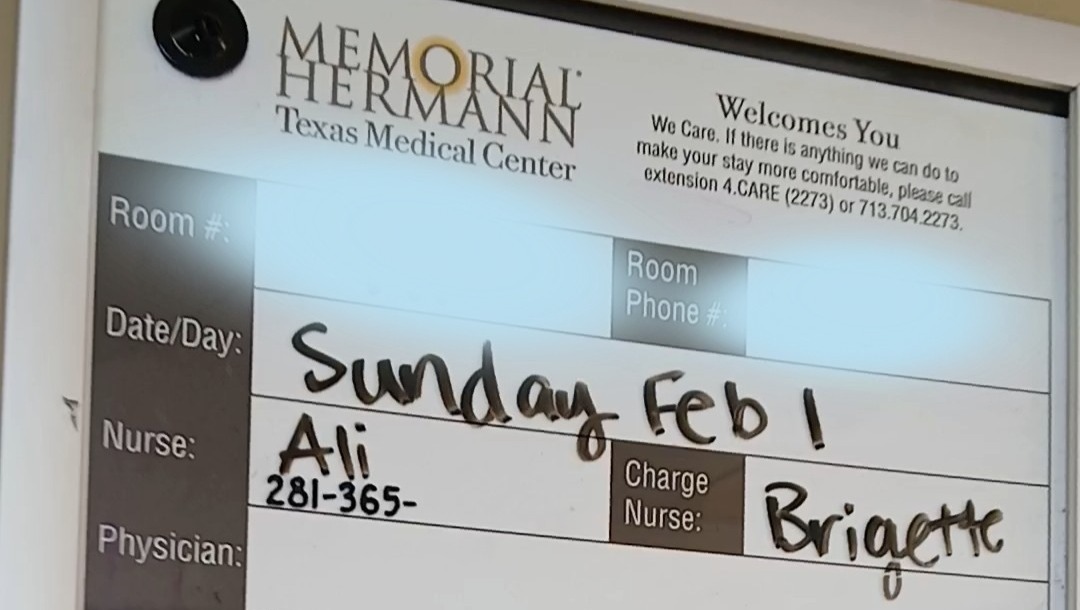 MEMORIAL
HERMANN
Texas Medical Center
Welcomes You
We Care. If there is anything we can do to
make your stay more comfortable, please call
extension 4.CARE (2273) or 713.704.2273.
Room #:
Room
Phone #:
Date/Day: Sunday Feb 1
Nurse: Ali
281-365-
Charge
Nurse: Brigette
Physician: